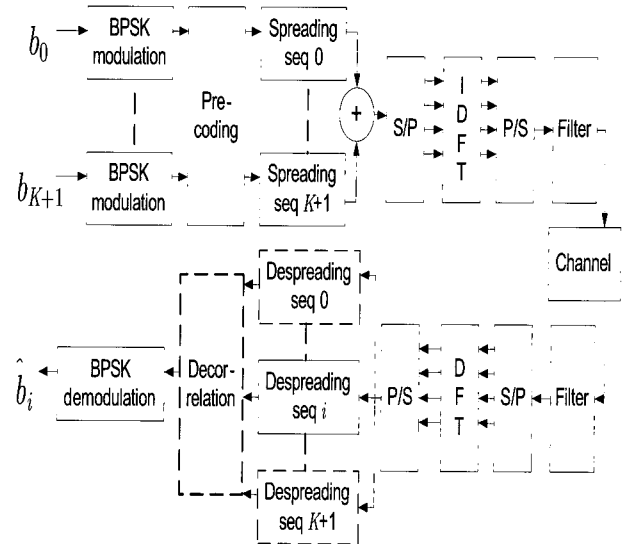 b0
BPSK
modulation
Pre-
coding
Spreading
seq 0
+
S/P
I
D
F
T
P/S
Filter
bK+1
BPSK
modulation
Spreading
seq K+1
Channel
Despreading
seq 0
b̂i
BPSK
demodulation
Decor-
relation
Despreading
seq i
P/S
D
F
T
S/P
Filter
Despreading
seq K+1